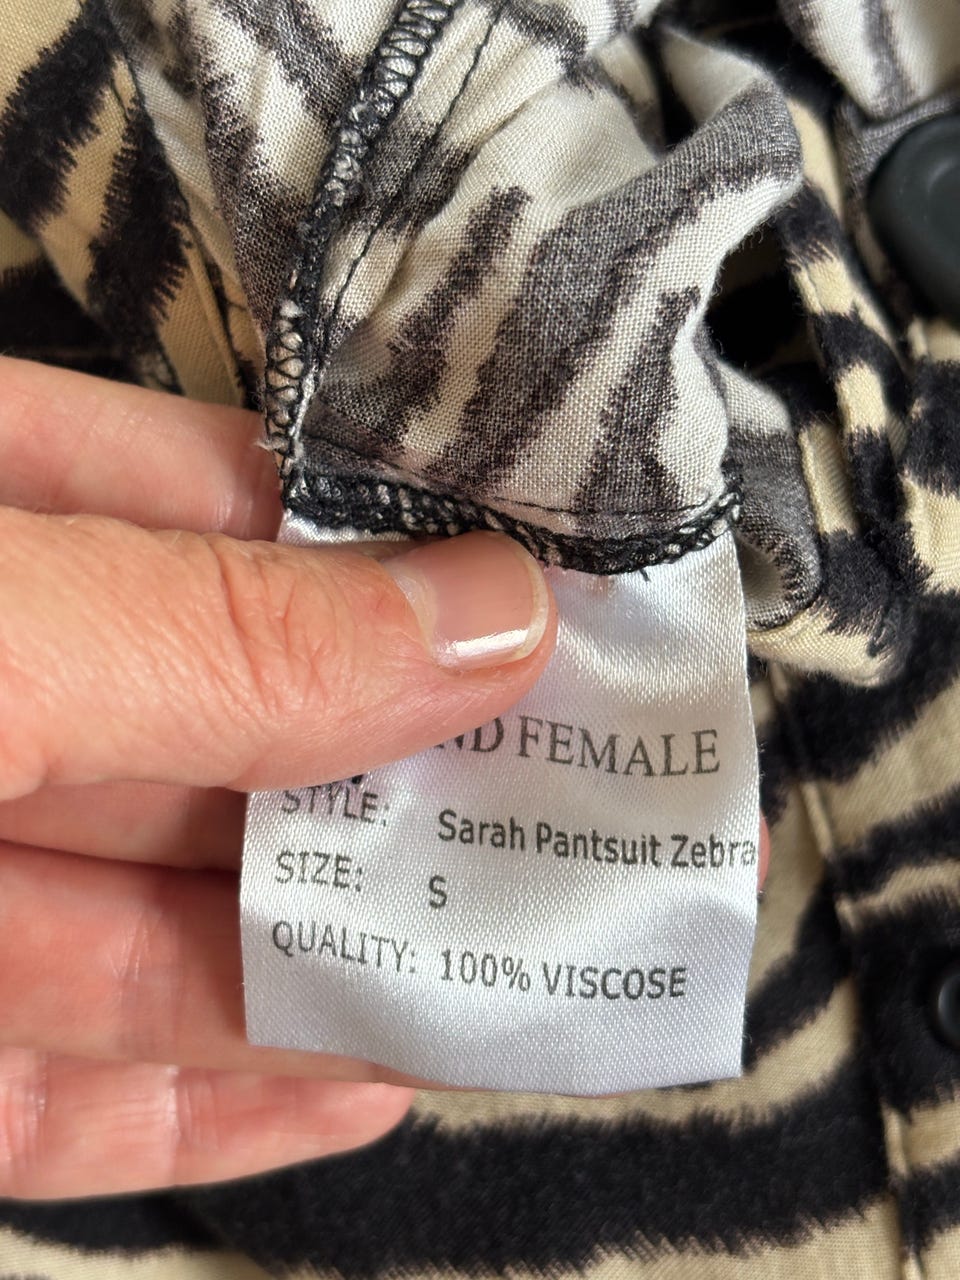 ND FEMALE
STYLE: Sarah Pantsuit Zebra
SIZE: S
QUALITY: 100% VISCOSE